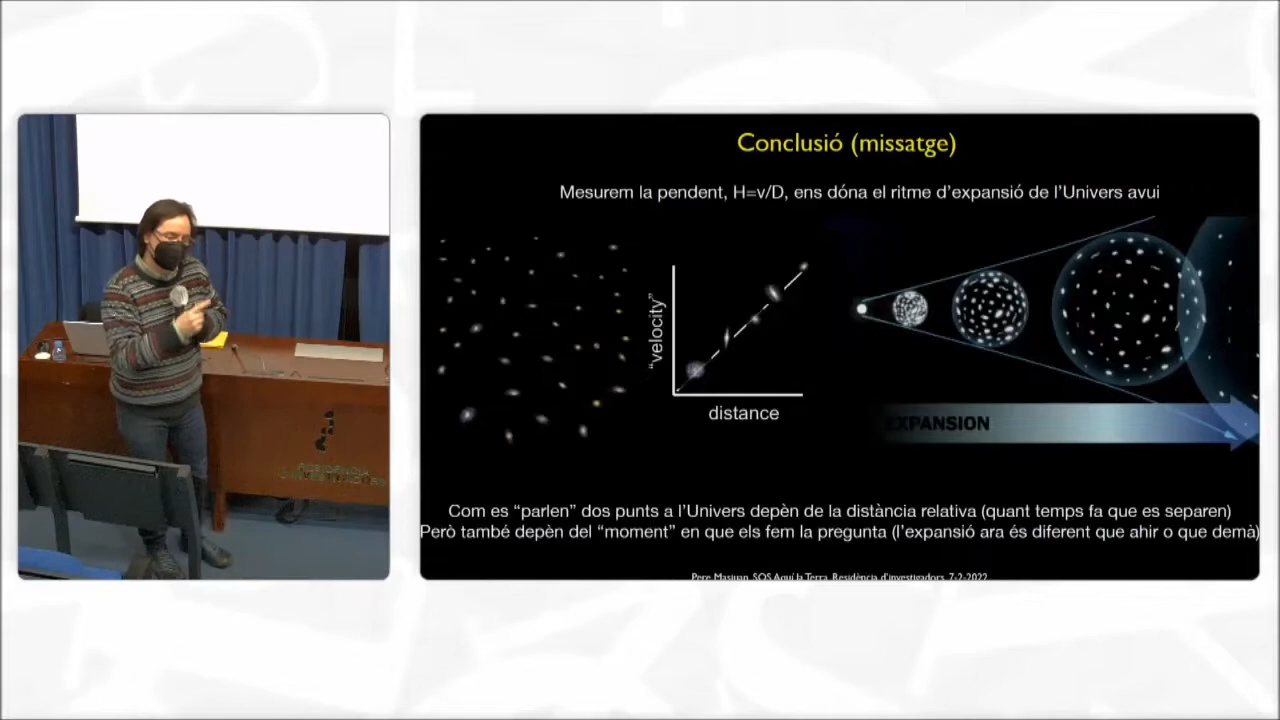 Conclusió (missatge)
Mesurem la pendent, H=v/D, ens dóna el ritme d'expansió de l'Univers avui
"velocity"
distance
EXPANSION
Com es "parlen" dos punts a l'Univers depèn de la distància relativa (quant temps fa que es separen)
Però també depèn del "moment" en que els fem la pregunta (l'expansió ara és diferent que ahir o que demà)
Pere Masjuan, SOS Aquí la Terra, Residència d'investigadors, 7-2-2022
RESIDÈNCIA
D'INVESTIGADORS